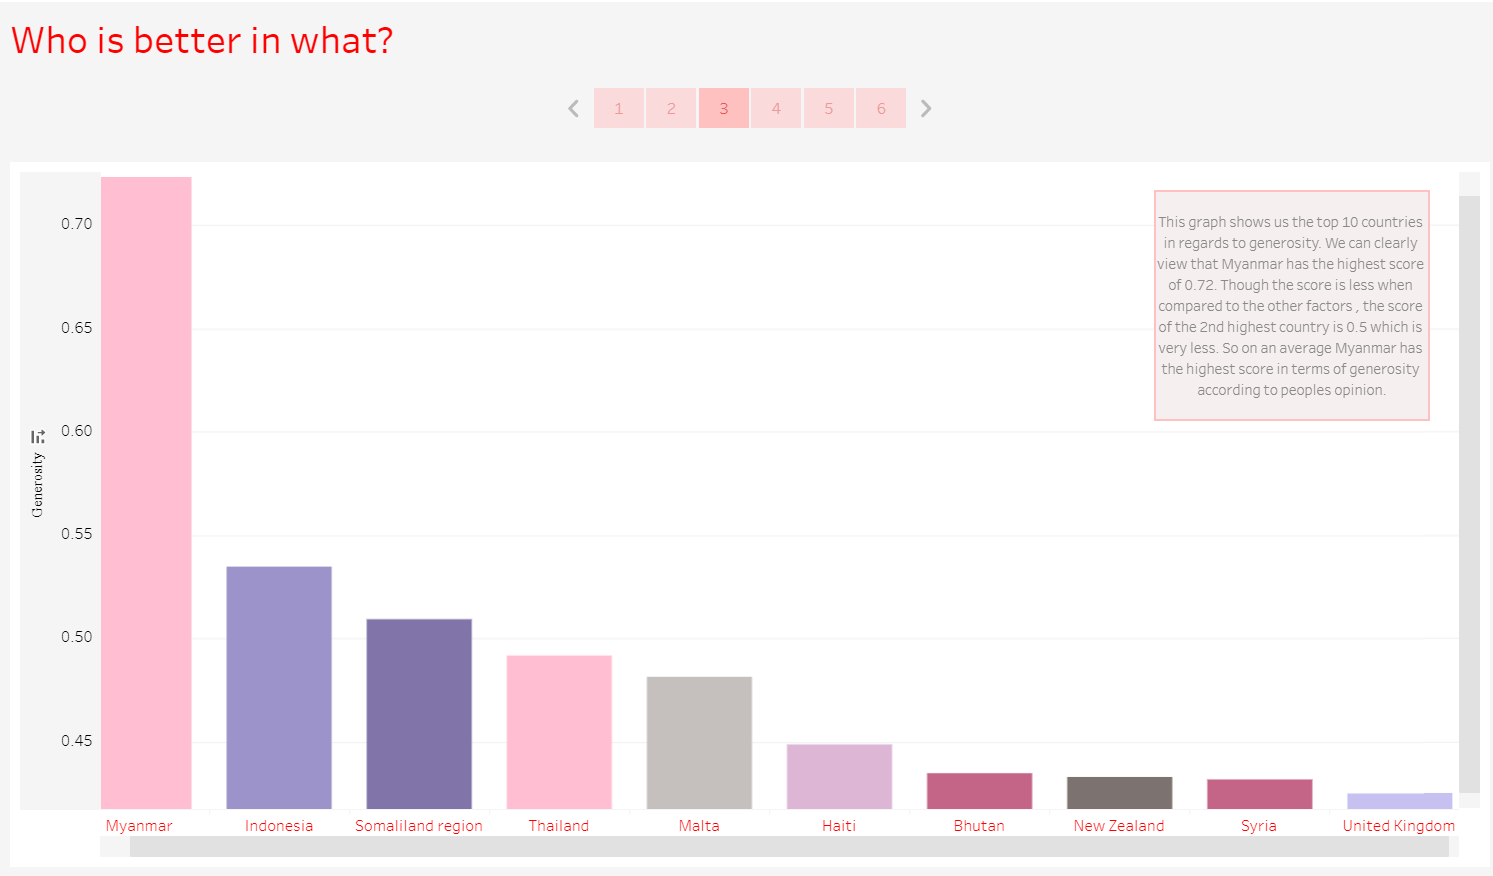 Who is better in what?
1 2 3 4 5 6
This graph shows us the top 10 countries
in regards to generosity. We can clearly
view that Myanmar has the highest score
of 0.72. Though the score is less when
compared to the other factors , the score
of the 2nd highest country is 0.5 which is
very less. So on an average Myanmar has
the highest score in terms of generosity
according to peoples opinion.
Generosity
0.70
0.65
0.60
0.55
0.50
0.45
Myanmar Indonesia Somaliland region Thailand Malta Haiti Bhutan New Zealand Syria United Kingdom